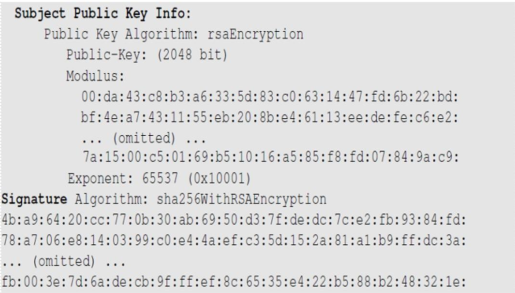 Subject Public Key Info:
Public Key Algorithm: rsaEncryption
Public-Key: (2048 bit)
Modulus:
00:da:43:c8:b3:a6:33:5d:83:c0:63:14:47:fd:6b:22:bd:
bf:4e:a7:43:11:55:eb:20:8b:e4:61:13:ee:de:fe:c6:e2:
... (omitted) ...
7a:15:00:c5:01:69:b5:10:16:a5:85:f8:fd:07:84:9a:c9:
Exponent: 65537 (0x10001)
Signature Algorithm: sha256WithRSAEncryption
4b:a9:64:20:cc:77:0b:30:ab:69:50:d3:7f:de:dc:7c:e2:fb:93:84:fd:
78:a7:06:e8:14:03:99:c0:e4:4a:ef:c3:5d:15:2a:81:a1:b9:ff:dc:3a:
... (omitted) ...
fb:00:3e:7d:6a:de:cb:9f:ff:ef:8c:65:35:e4:22:b5:88:b2:48:32:1e: